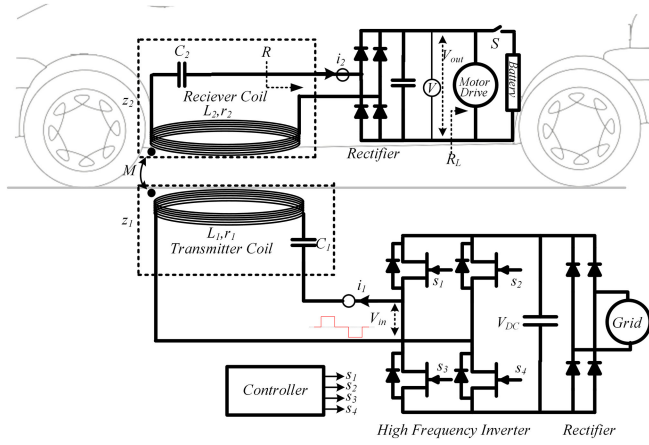 C2
R
i2
Vout
S
Battery
V
Motor
Drive
z2
Reciever Coil
L2,r2
Rectifier
RL
M
z1
L1,r1
Transmitter Coil
C1
i1
Vin
s1
s2
VDC
Grid
s3
s4
Controller
s1
s2
s3
s4
High Frequency Inverter
Rectifier